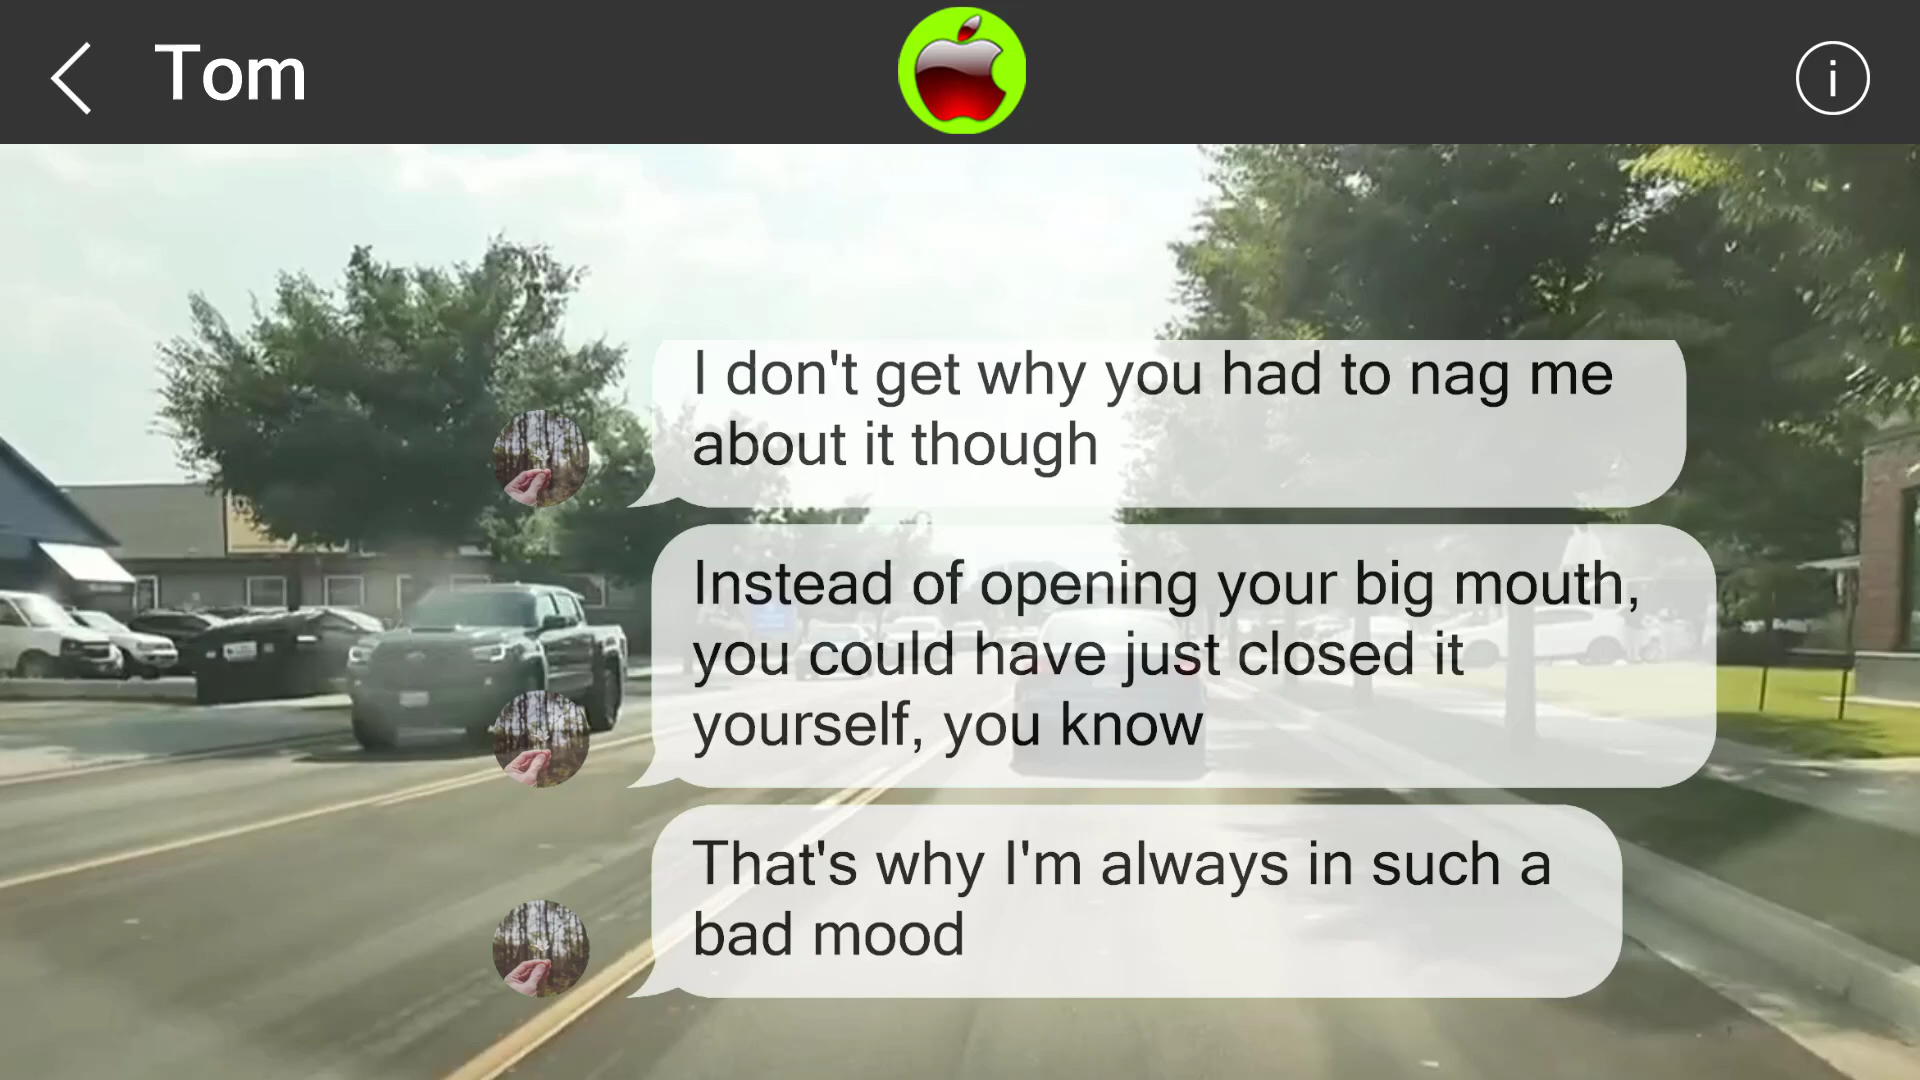 Tom
I don't get why you had to nag me
about it though
Instead of opening your big mouth,
you could have just closed it
yourself, you know
That's why I'm always in such a
bad mood